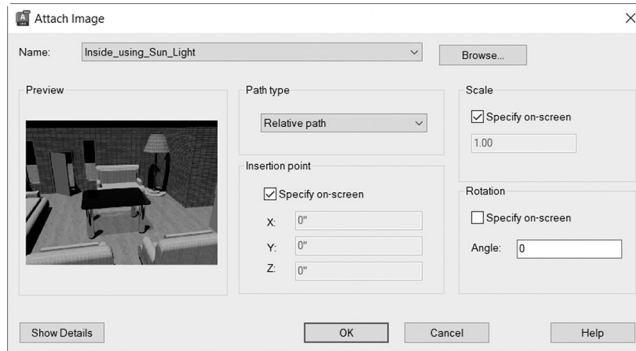 Attach Image
Name: Inside_using_Sun_Light Browse...
Preview
Path type
Relative path
Insertion point
Specify on-screen
X: 0"
Y: 0"
Z: 0"
Scale
Specify on-screen
1.00
Rotation
Specify on-screen
Angle: 0
Show Details OK Cancel Help